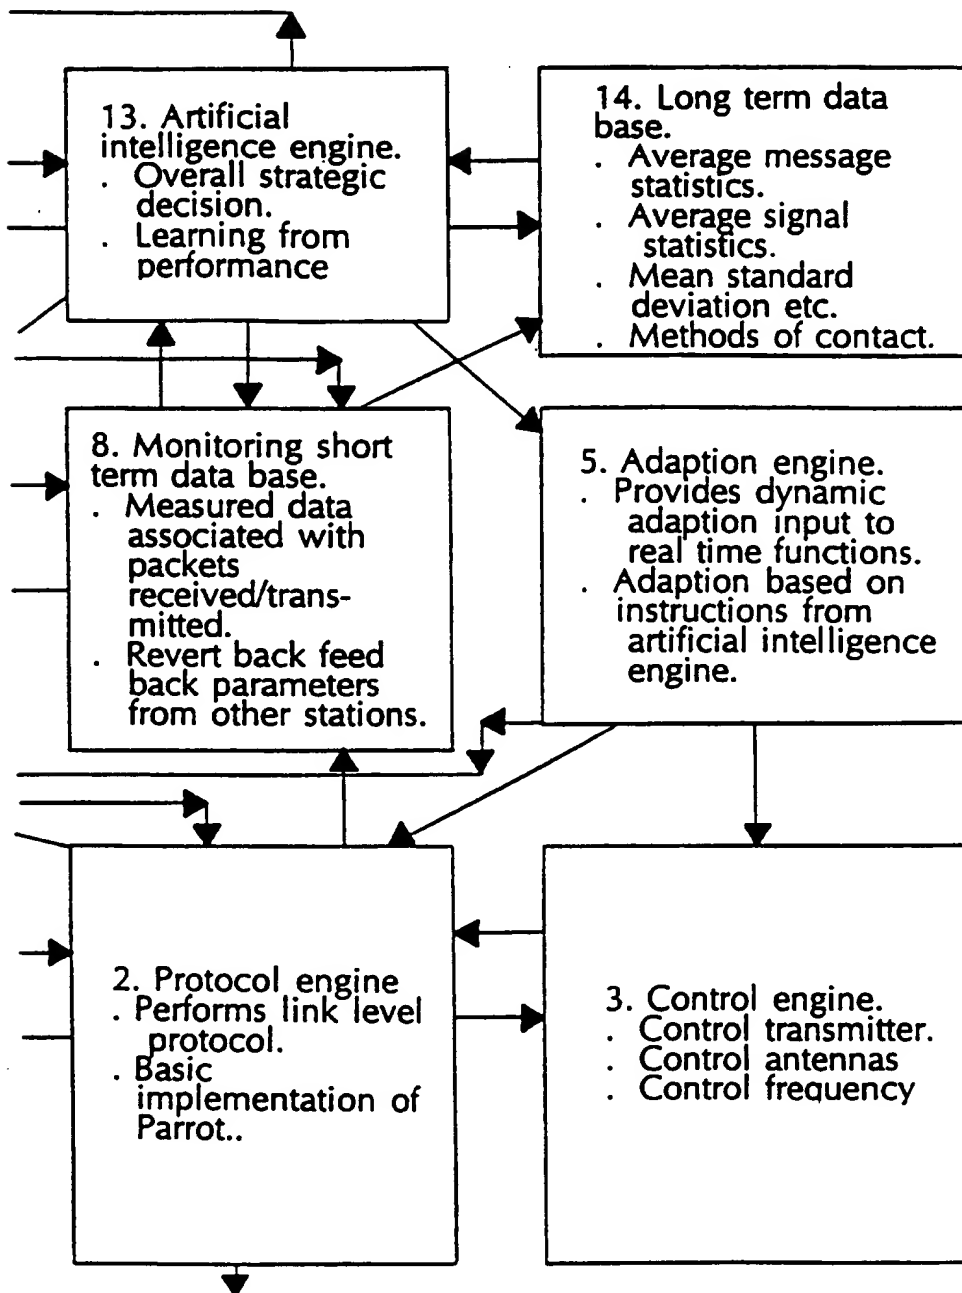 13. Artificial
intelligence engine.
. Overall strategic
decision.
. Learning from
performance
14. Long term data
base.
. Average message
statistics.
. Average signal
statistics.
. Mean standard
deviation etc.
. Methods of contact.
8. Monitoring short
term data base.
. Measured data
associated with
packets
received/trans-
mitted.
. Revert back feed
back parameters
from other stations.
5. Adaption engine.
. Provides dynamic
adaption input to
real time functions.
. Adaption based on
instructions from
artificial intelligence
engine.
2. Protocol engine
. Performs link level
protocol.
. Basic
implementation of
Parrot..
3. Control engine.
. Control transmitter.
. Control antennas
. Control frequency